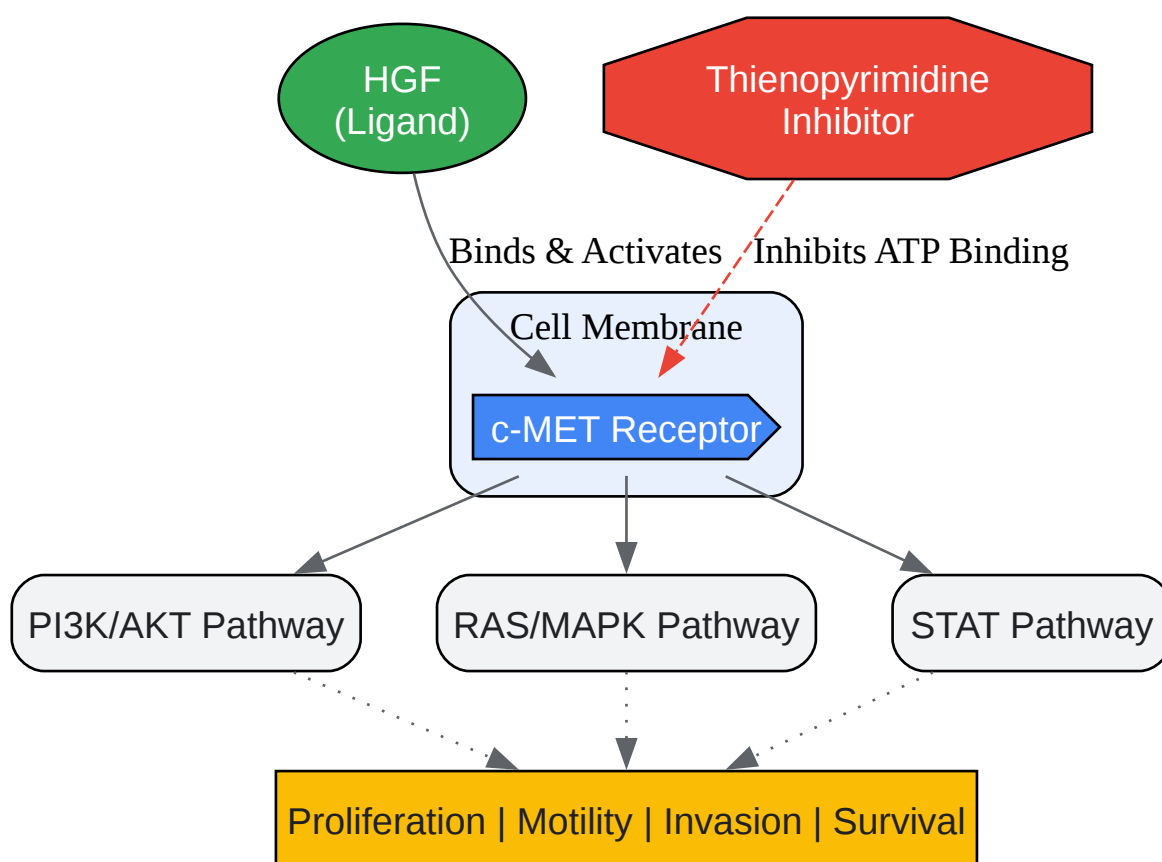 HGF
(Ligand)
Thienopyrimidine
Inhibitor
Binds & Activates
Inhibits ATP Binding
Cell Membrane
c-MET Receptor
PI3K/AKT Pathway
RAS/MAPK Pathway
STAT Pathway
Proliferation | Motility | Invasion | Survival